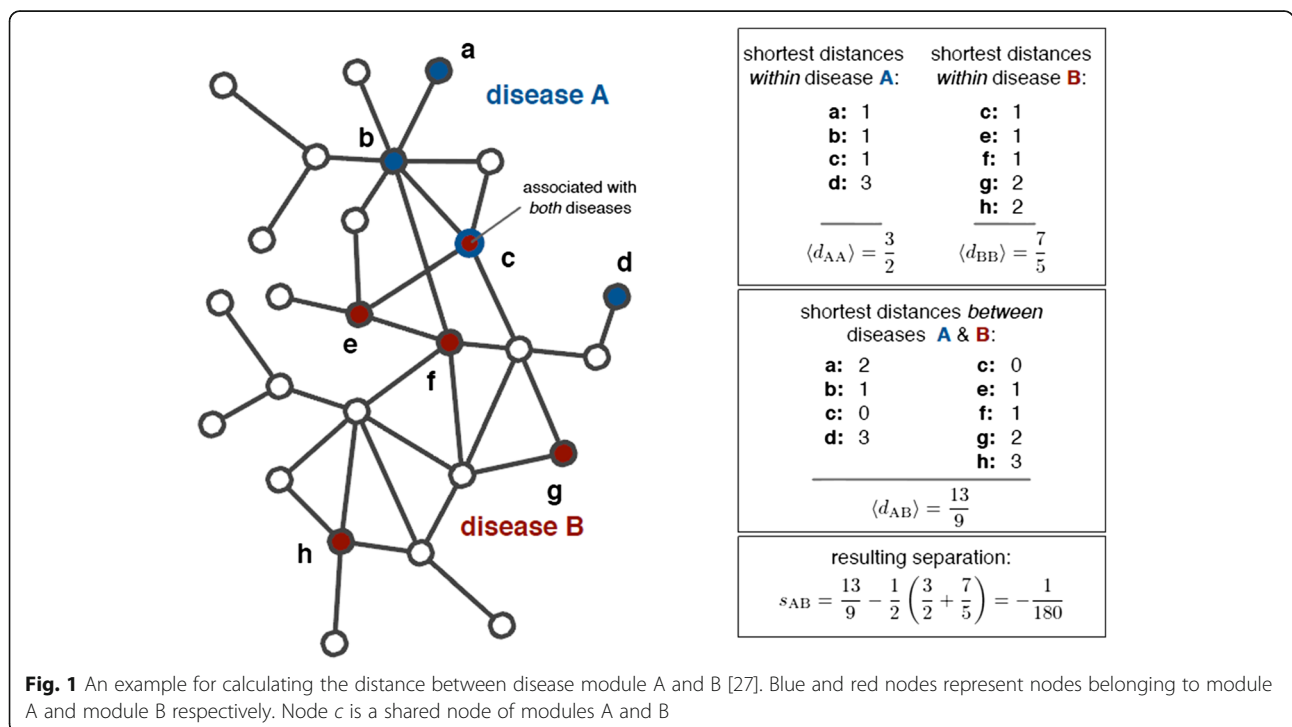 a
disease A
b
associated with
both diseases
c
d
e
f
g
disease B
h
shortest distances
within disease A:
a: 1
b: 1
c: 1
d: 3
⟨d_AA⟩ = 3/2
shortest distances
within disease B:
c: 1
e: 1
f: 1
g: 2
h: 2
⟨d_BB⟩ = 7/5
shortest distances between
diseases A & B:
a: 2
b: 1
c: 0
d: 3
c: 0
e: 1
f: 1
g: 2
h: 3
⟨d_AB⟩ = 13/9
resulting separation:
s_AB = 13/9 − 1/2 (3/2 + 7/5) = −1/180
Fig. 1 An example for calculating the distance between disease module A and B [27]. Blue and red nodes represent nodes belonging to module
A and module B respectively. Node c is a shared node of modules A and B